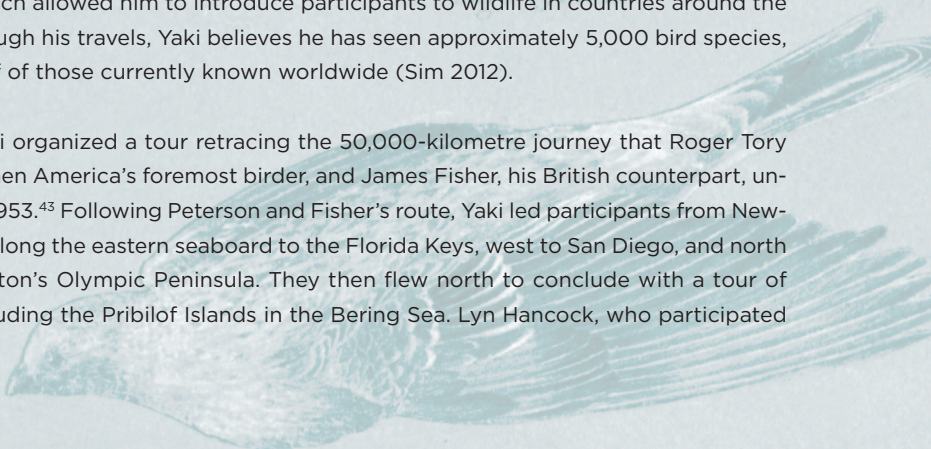 ch allowed him to introduce participants to wildlife in countries around the
ugh his travels, Yaki believes he has seen approximately 5,000 bird species,
of those currently known worldwide (Sim 2012).
i organized a tour retracing the 50,000-kilometre journey that Roger Tory
en America’s foremost birder, and James Fisher, his British counterpart, un-
953.⁴³ Following Peterson and Fisher’s route, Yaki led participants from New-
long the eastern seaboard to the Florida Keys, west to San Diego, and north
ton’s Olympic Peninsula. They then flew north to conclude with a tour of
uding the Pribilof Islands in the Bering Sea. Lyn Hancock, who participated